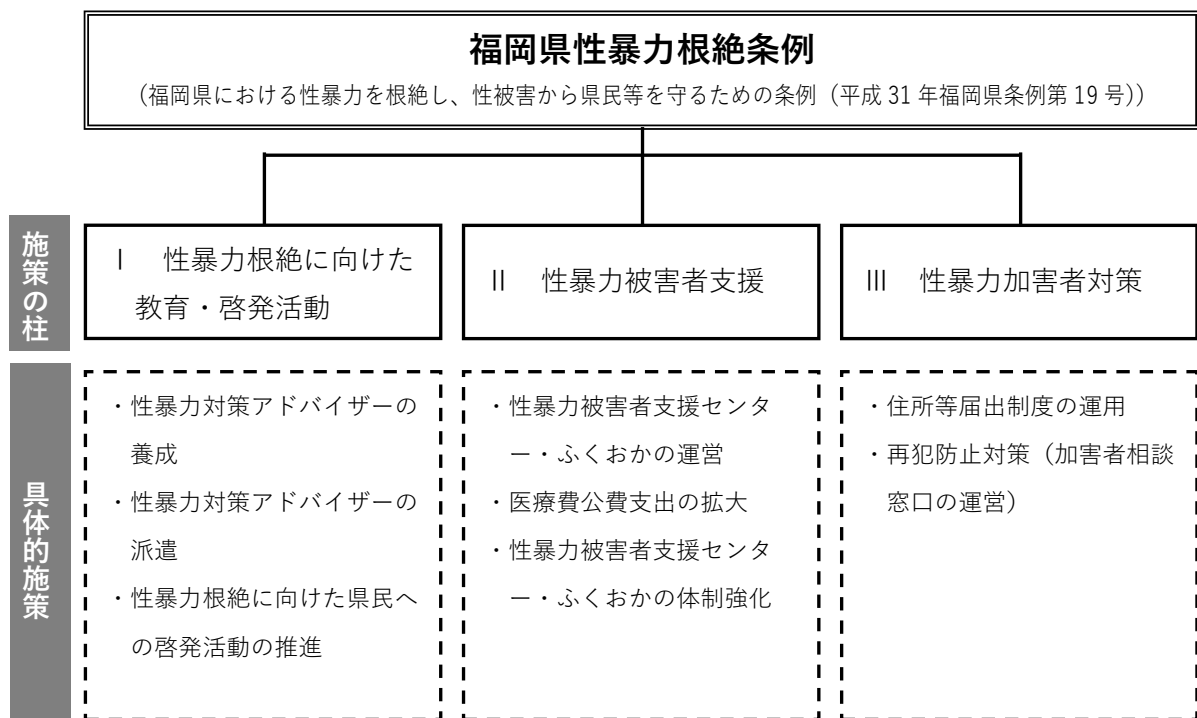 福岡県性暴力根絶条例
（福岡県における性暴力を根絶し、性被害から県民等を守るための条例（平成 31 年福岡県条例第 19 号））
施策の柱
Ⅰ 性暴力根絶に向けた
教育・啓発活動
Ⅱ 性暴力被害者支援
Ⅲ 性暴力加害者対策
具体的施策
・性暴力対策アドバイザーの
養成
・性暴力対策アドバイザーの
派遣
・性暴力根絶に向けた県民へ
の啓発活動の推進
・性暴力被害者支援センタ
ー・ふくおかの運営
・医療費公費支出の拡大
・性暴力被害者支援センタ
ー・ふくおかの体制強化
・住所等届出制度の運用
・再犯防止対策（加害者相談
窓口の運営）